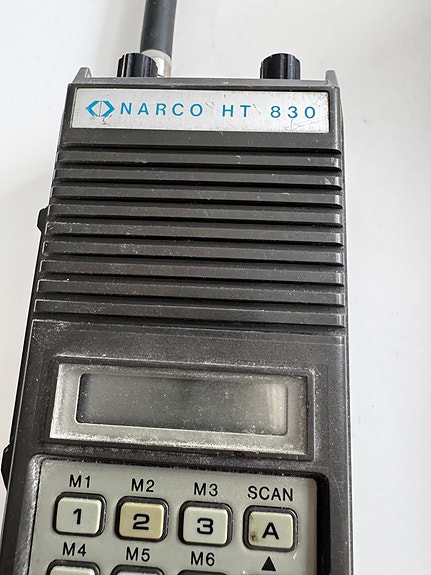 NARCO HT 830
M1 M2 M3 SCAN
1 2 3 A
M4 M5 M6